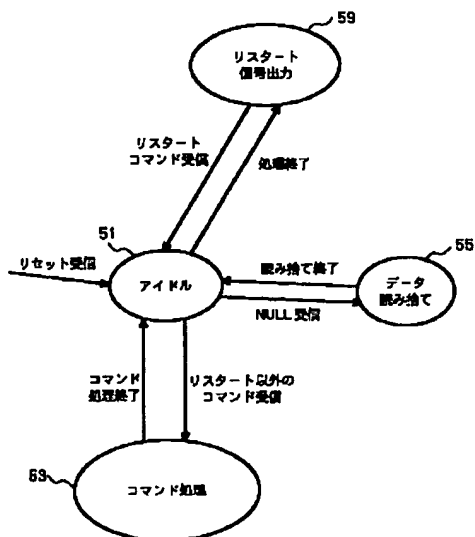 59
リスタート
信号出力
リスタート
コマンド受信
処理終了
51
55
リセット受信
アイドル
読み捨て終了
データ
読み捨て
NULL受信
コマンド
処理終了
リスタート以外の
コマンド受信
53
コマンド処理